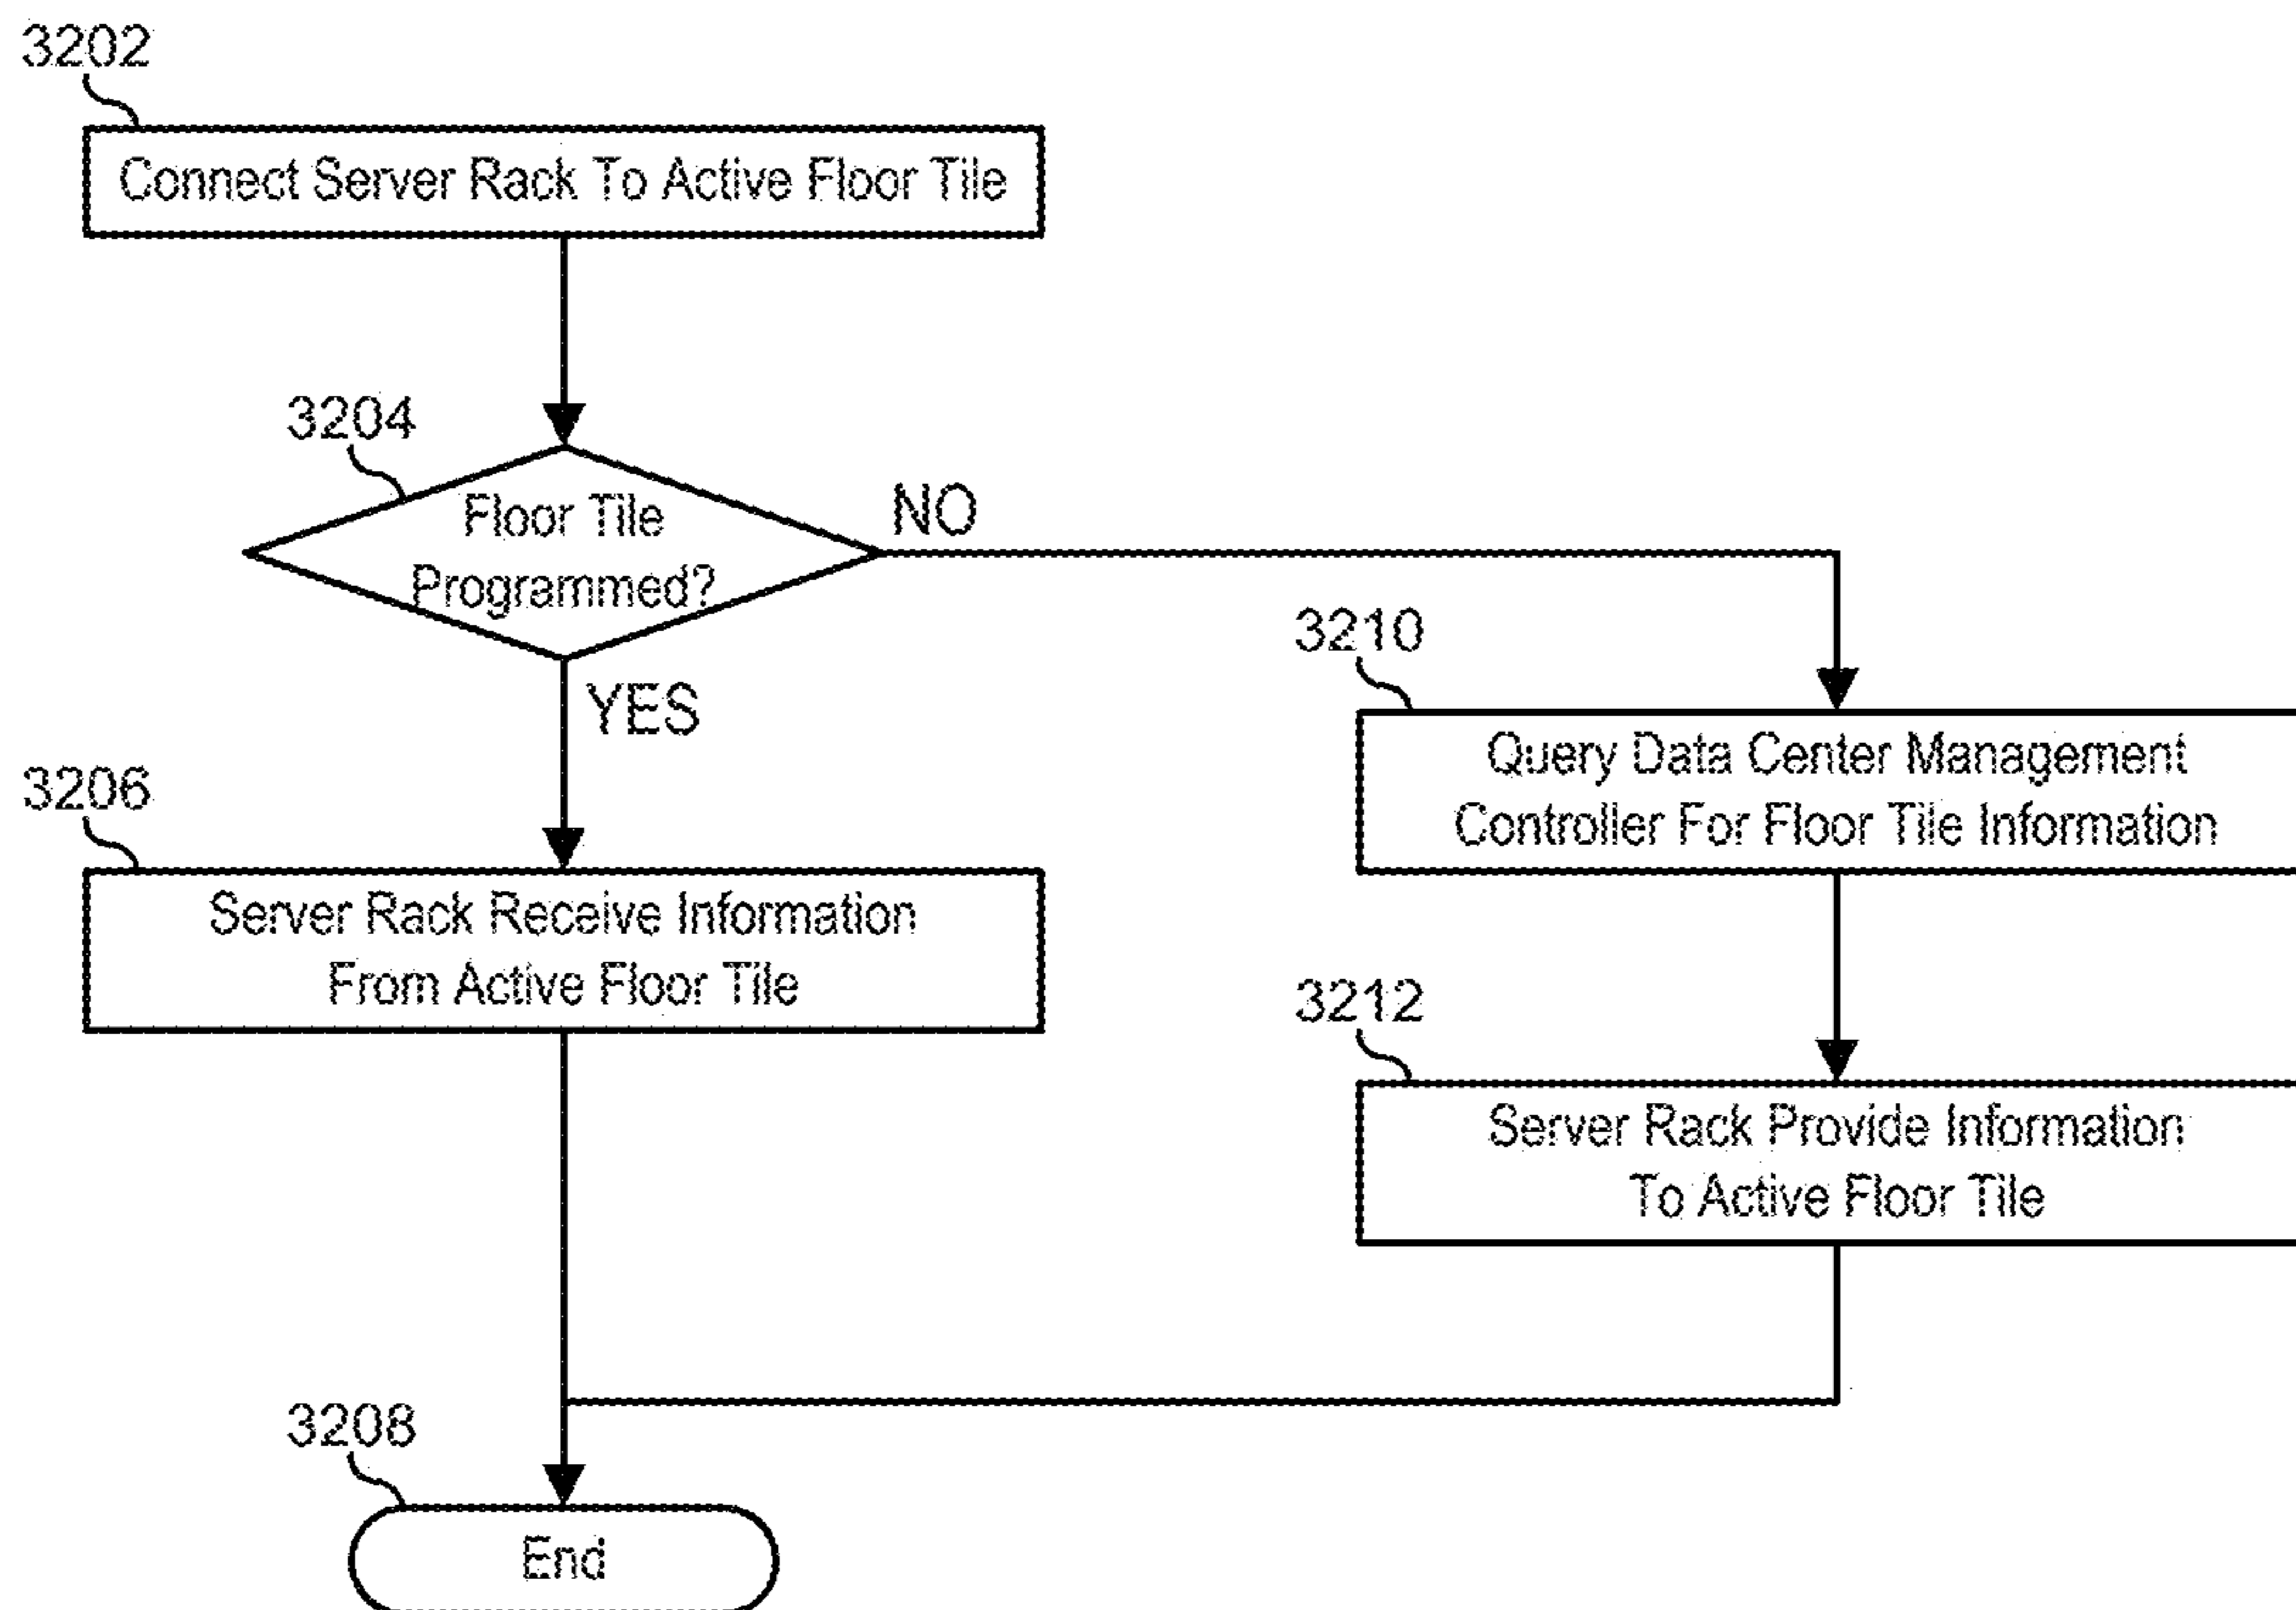 3202
Connect Server Rack To Active Floor Tile
3204
Floor Tile
Programmed?
NO
YES
3210
Query Data Center Management
Controller For Floor Tile Information
3206
Server Rack Receive Information
From Active Floor Tile
3212
Server Rack Provide Information
To Active Floor Tile
3208
End